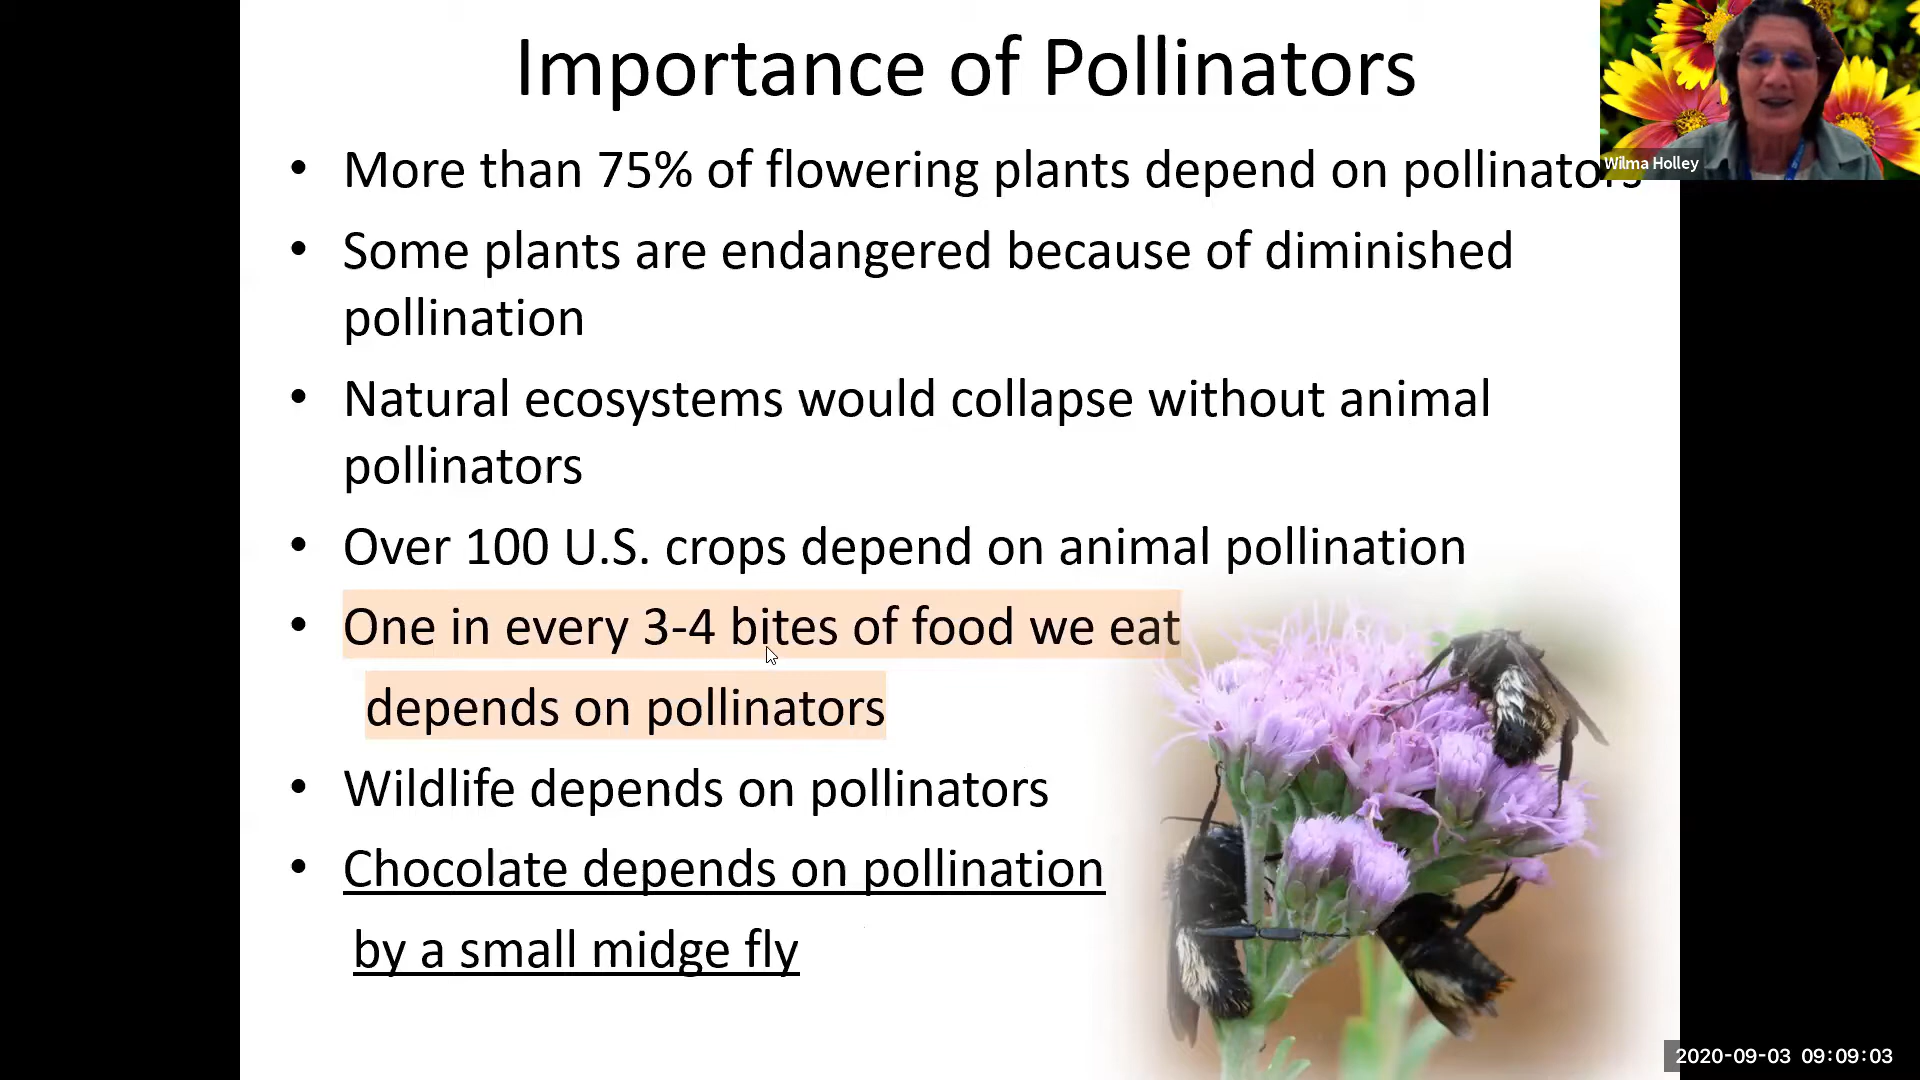 Importance of Pollinators
• More than 75% of flowering plants depend on pollinators
Wilma Holley
• Some plants are endangered because of diminished
pollination
• Natural ecosystems would collapse without animal
pollinators
• Over 100 U.S. crops depend on animal pollination
• One in every 3-4 bites of food we eat
depends on pollinators
• Wildlife depends on pollinators
• Chocolate depends on pollination
by a small midge fly
2020-09-03 09:09:03